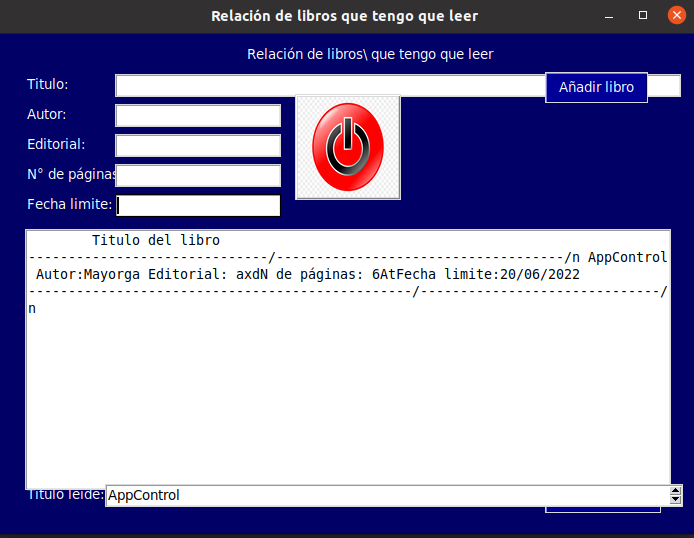 Relación de libros que tengo que leer
Relación de libros\ que tengo que leer
Titulo:
Añadir libro
Autor:
Editorial:
N° de páginas
Fecha limite:
Titulo del libro
------------------------------/------------------------------------/n AppControl
Autor:Mayorga Editorial: axdN de páginas: 6AtFecha limite:20/06/2022
------------------------------------------------/------------------------------/
n
Titulo leide:
AppControl